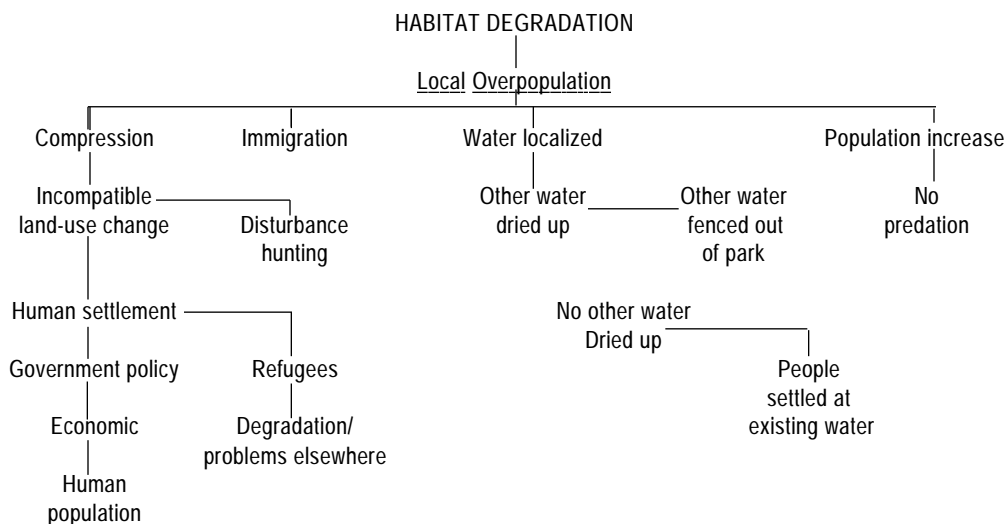 HABITAT DEGRADATION
Local Overpopulation
Compression
Immigration
Water localized
Population increase
Incompatible
land-use change
Disturbance
hunting
Other water
dried up
Other water
fenced out
of park
No
predation
Human settlement
No other water
Dried up
Government policy
Refugees
People
settled at
existing water
Economic
Degradation/
problems elsewhere
Human
population